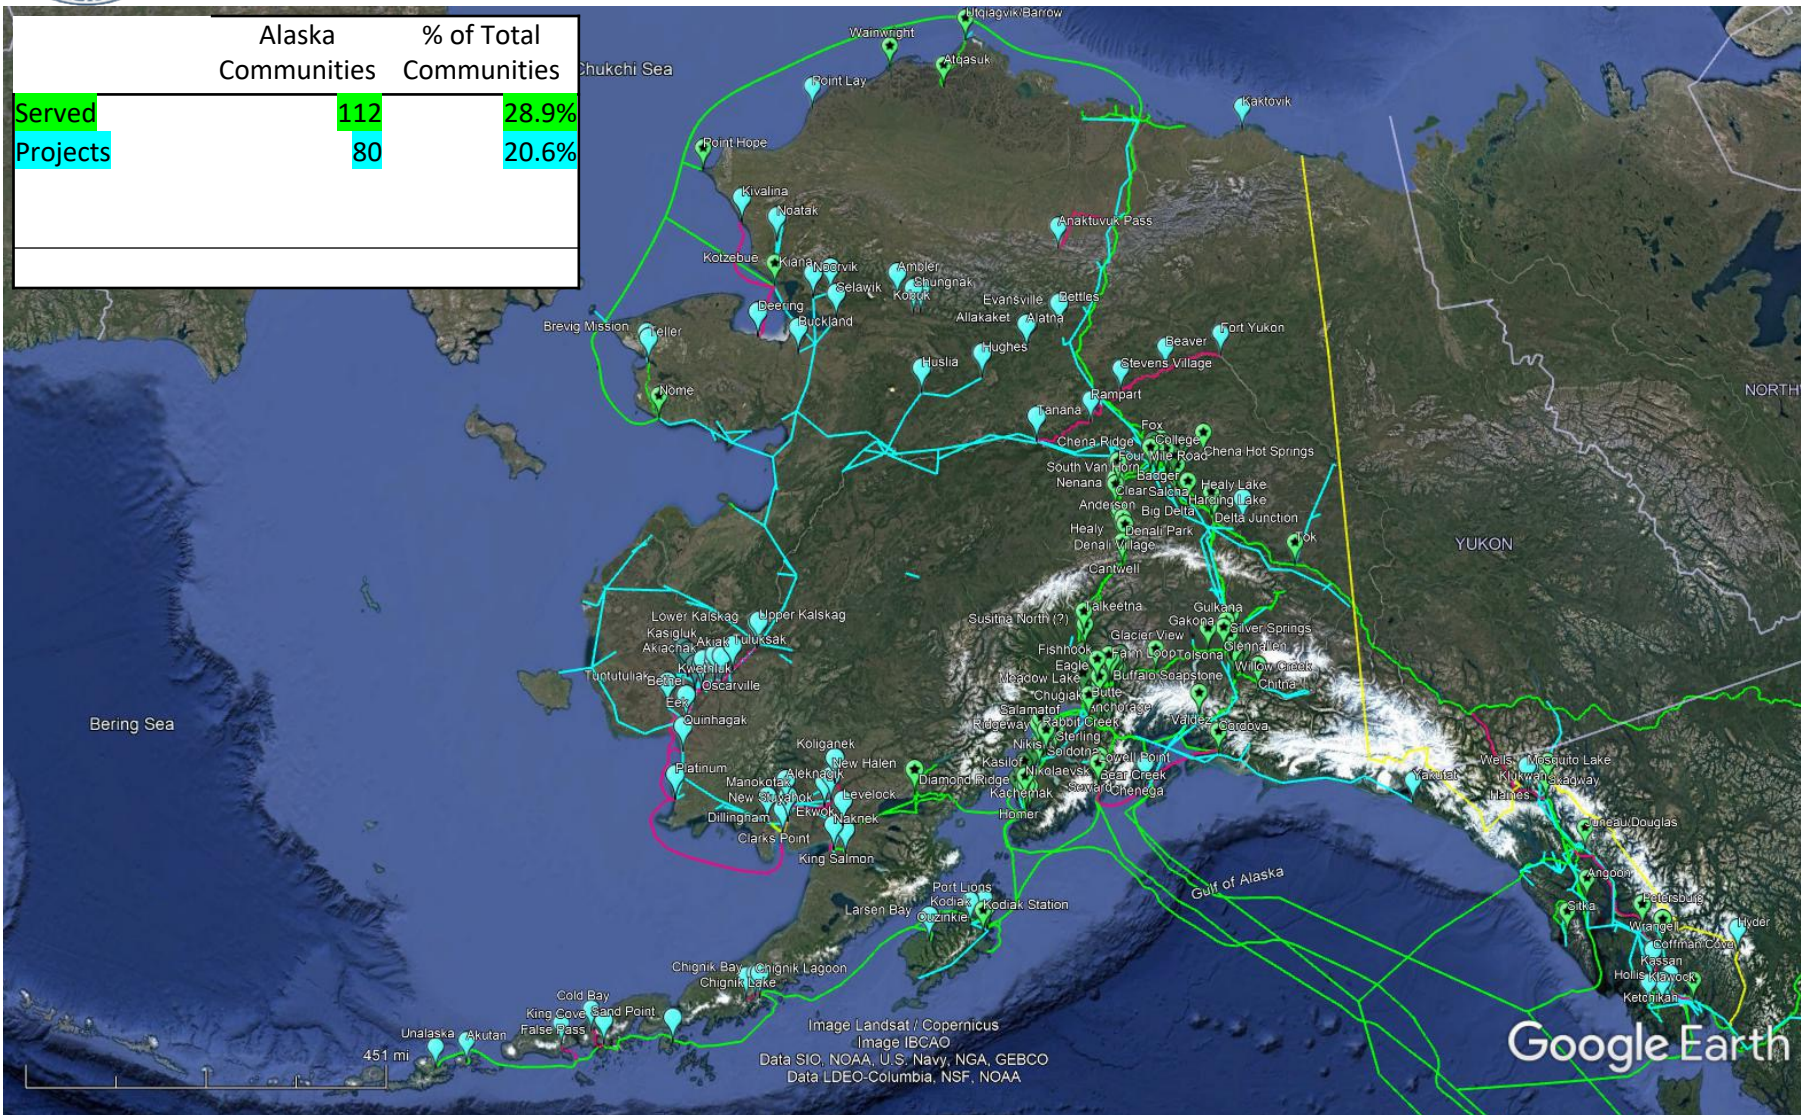 Alaska Communities
% of Total Communities
Served 112 28.9%
Projects 80 20.6%
Utqiagvik/Barrow
Wainwright
Atqasuk
Chukchi Sea
Point Lay
Kaktovik
Point Hope
Kivalina
Noatak
Anaktuvuk Pass
Kotzebue
Kiana
Noorvik
Ambler
Shungnak
Kobuk
Selawik
Deering
Buckland
Evansville
Bettles
Allakaket
Alatna
Brevig Mission
Teller
Hughes
Huslia
Fort Yukon
Beaver
Stevens Village
Nome
Rampart
Tanana
NORTHW
Fox
Chena Ridge
College
Chena Hot Springs
Four Mile Road
South Van Horn
Badger
Nenana
Clear
Salcha
Healy Lake
Harding Lake
Anderson
Big Delta
Delta Junction
Healy
Denali Park
Denali Village
Tok
YUKON
Cantwell
Talkeetna
Susitna North (?)
Gulkana
Gakona
Silver Springs
Lower Kalskag
Upper Kalskag
Kasigluk
Akiak
Tuluksak
Akiachak
Kwethluk
Tuntutuliak
Bethel
Oscarville
Eek
Quinhagak
Glacier View
Fishhook
Farm Loop
Tolsona
Glennallen
Eagle
Willow Creek
Meadow Lake
Buffalo Soapstone
Chitna
Chugiak
Butte
Anchorage
Salamatof
Ridgeway
Rabbit Creek
Valdez
Cordova
Sterling
Nikis
Soldotna
Kasilof
Lowell Point
Nikolaevsk
Bear Creek
Diamond Ridge
Seward
Chenega
Kachemak
Homer
Bering Sea
Koliganek
New Halen
Platinum
Aleknagik
Manokotak
New Stuyahok
Levelock
Ekwok
Dillingham
Naknek
Clarks Point
King Salmon
Wells
Mosquito Lake
Klukwan
Skagway
Haines
Yakutat
Juneau/Douglas
Angoon
Gulf of Alaska
Port Lions
Kodiak
Kodiak Station
Larsen Bay
Ouzinkie
Sitka
Petersburg
Wrangell
Hyder
Coffman Cove
Kassan
Hollis
Klawock
Ketchikan
Chignik Bay
Chignik Lagoon
Chignik Lake
Cold Bay
King Cove
Sand Point
False Pass
Unalaska
Akutan
451 mi
Image Landsat / Copernicus
Image IBCAO
Data SIO, NOAA, U.S. Navy, NGA, GEBCO
Data LDEO-Columbia, NSF, NOAA
Google Earth